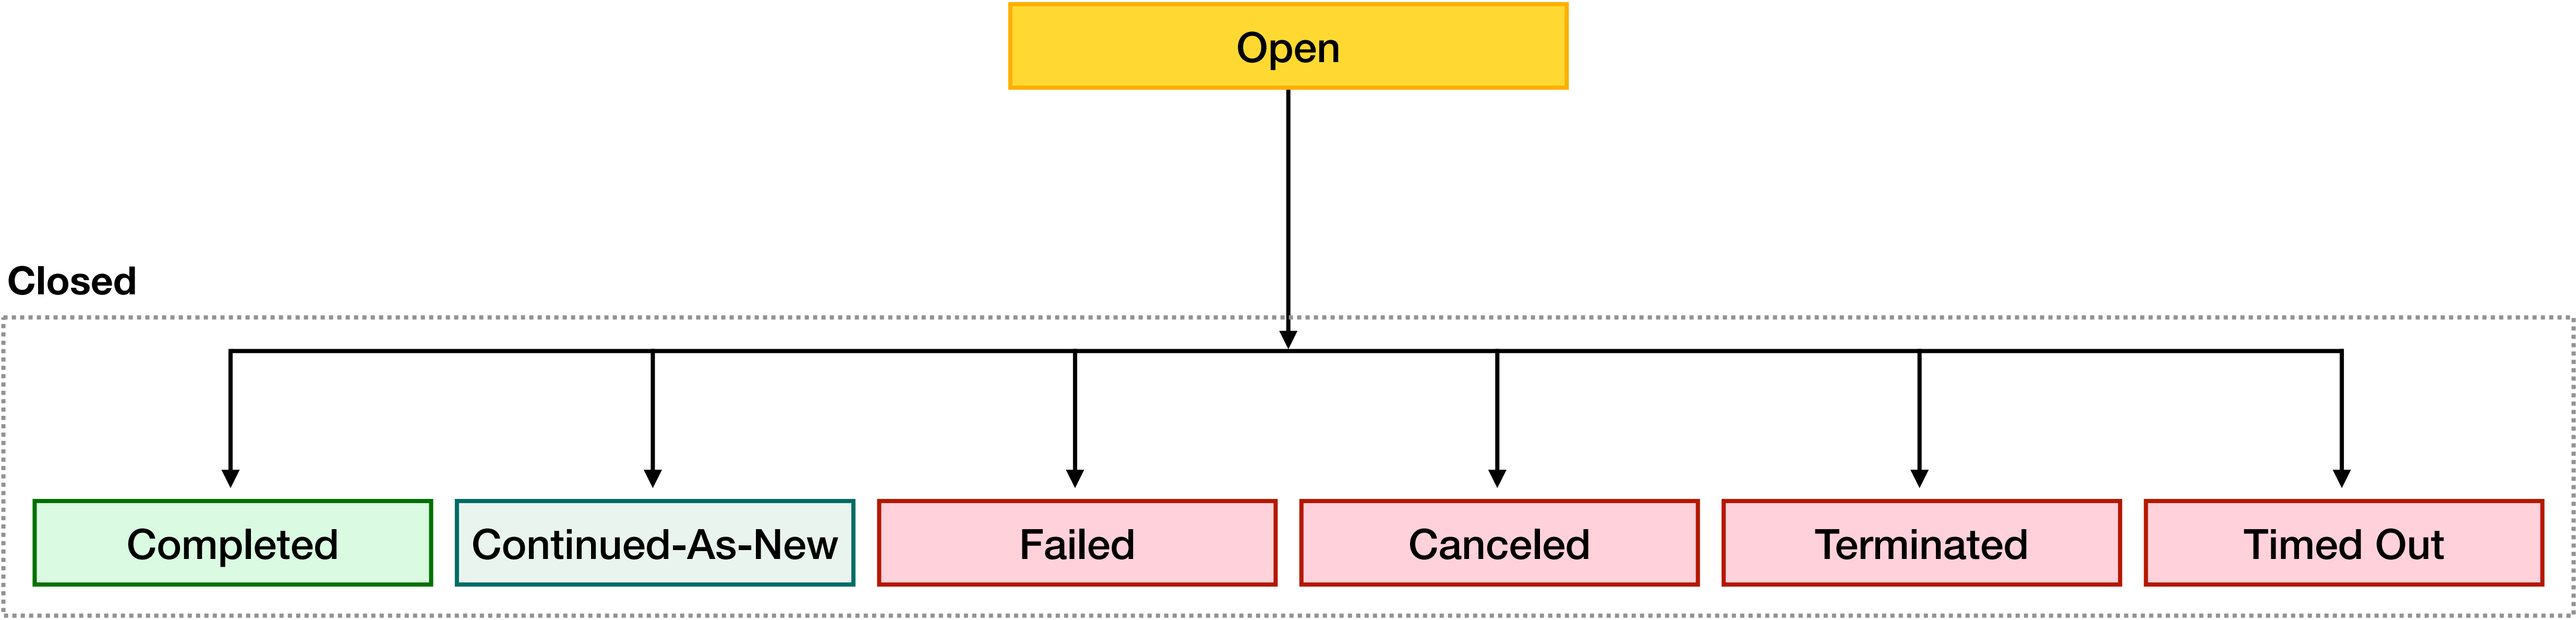 Open
Closed
Completed
Continued-As-New
Failed
Canceled
Terminated
Timed Out